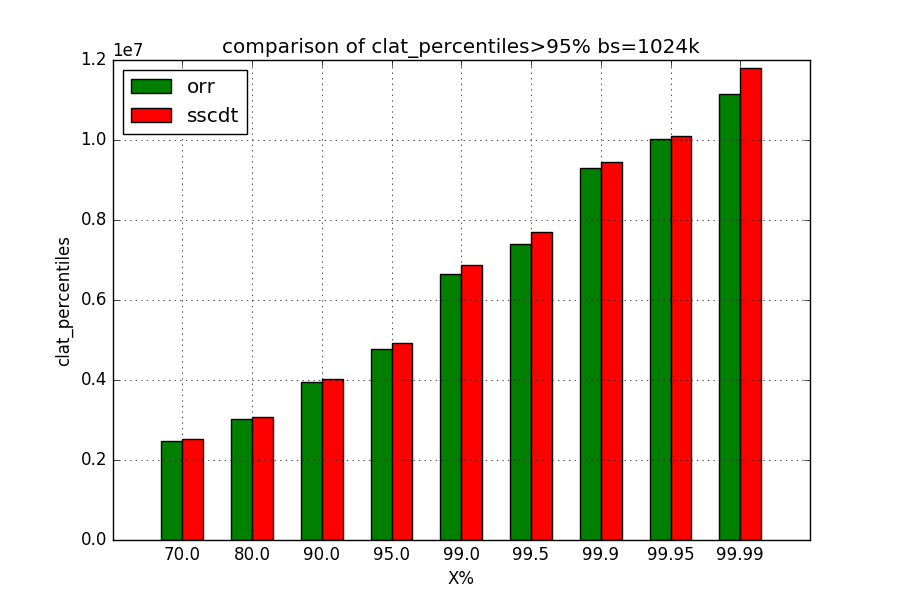 comparison of clat_percentiles>95% bs=1024k
1e7
1.2
1.0
0.8
0.6
0.4
0.2
0.0
clat_percentiles
orr
sscdt
70.0 80.0 90.0 95.0 99.0 99.5 99.9 99.95 99.99
X%